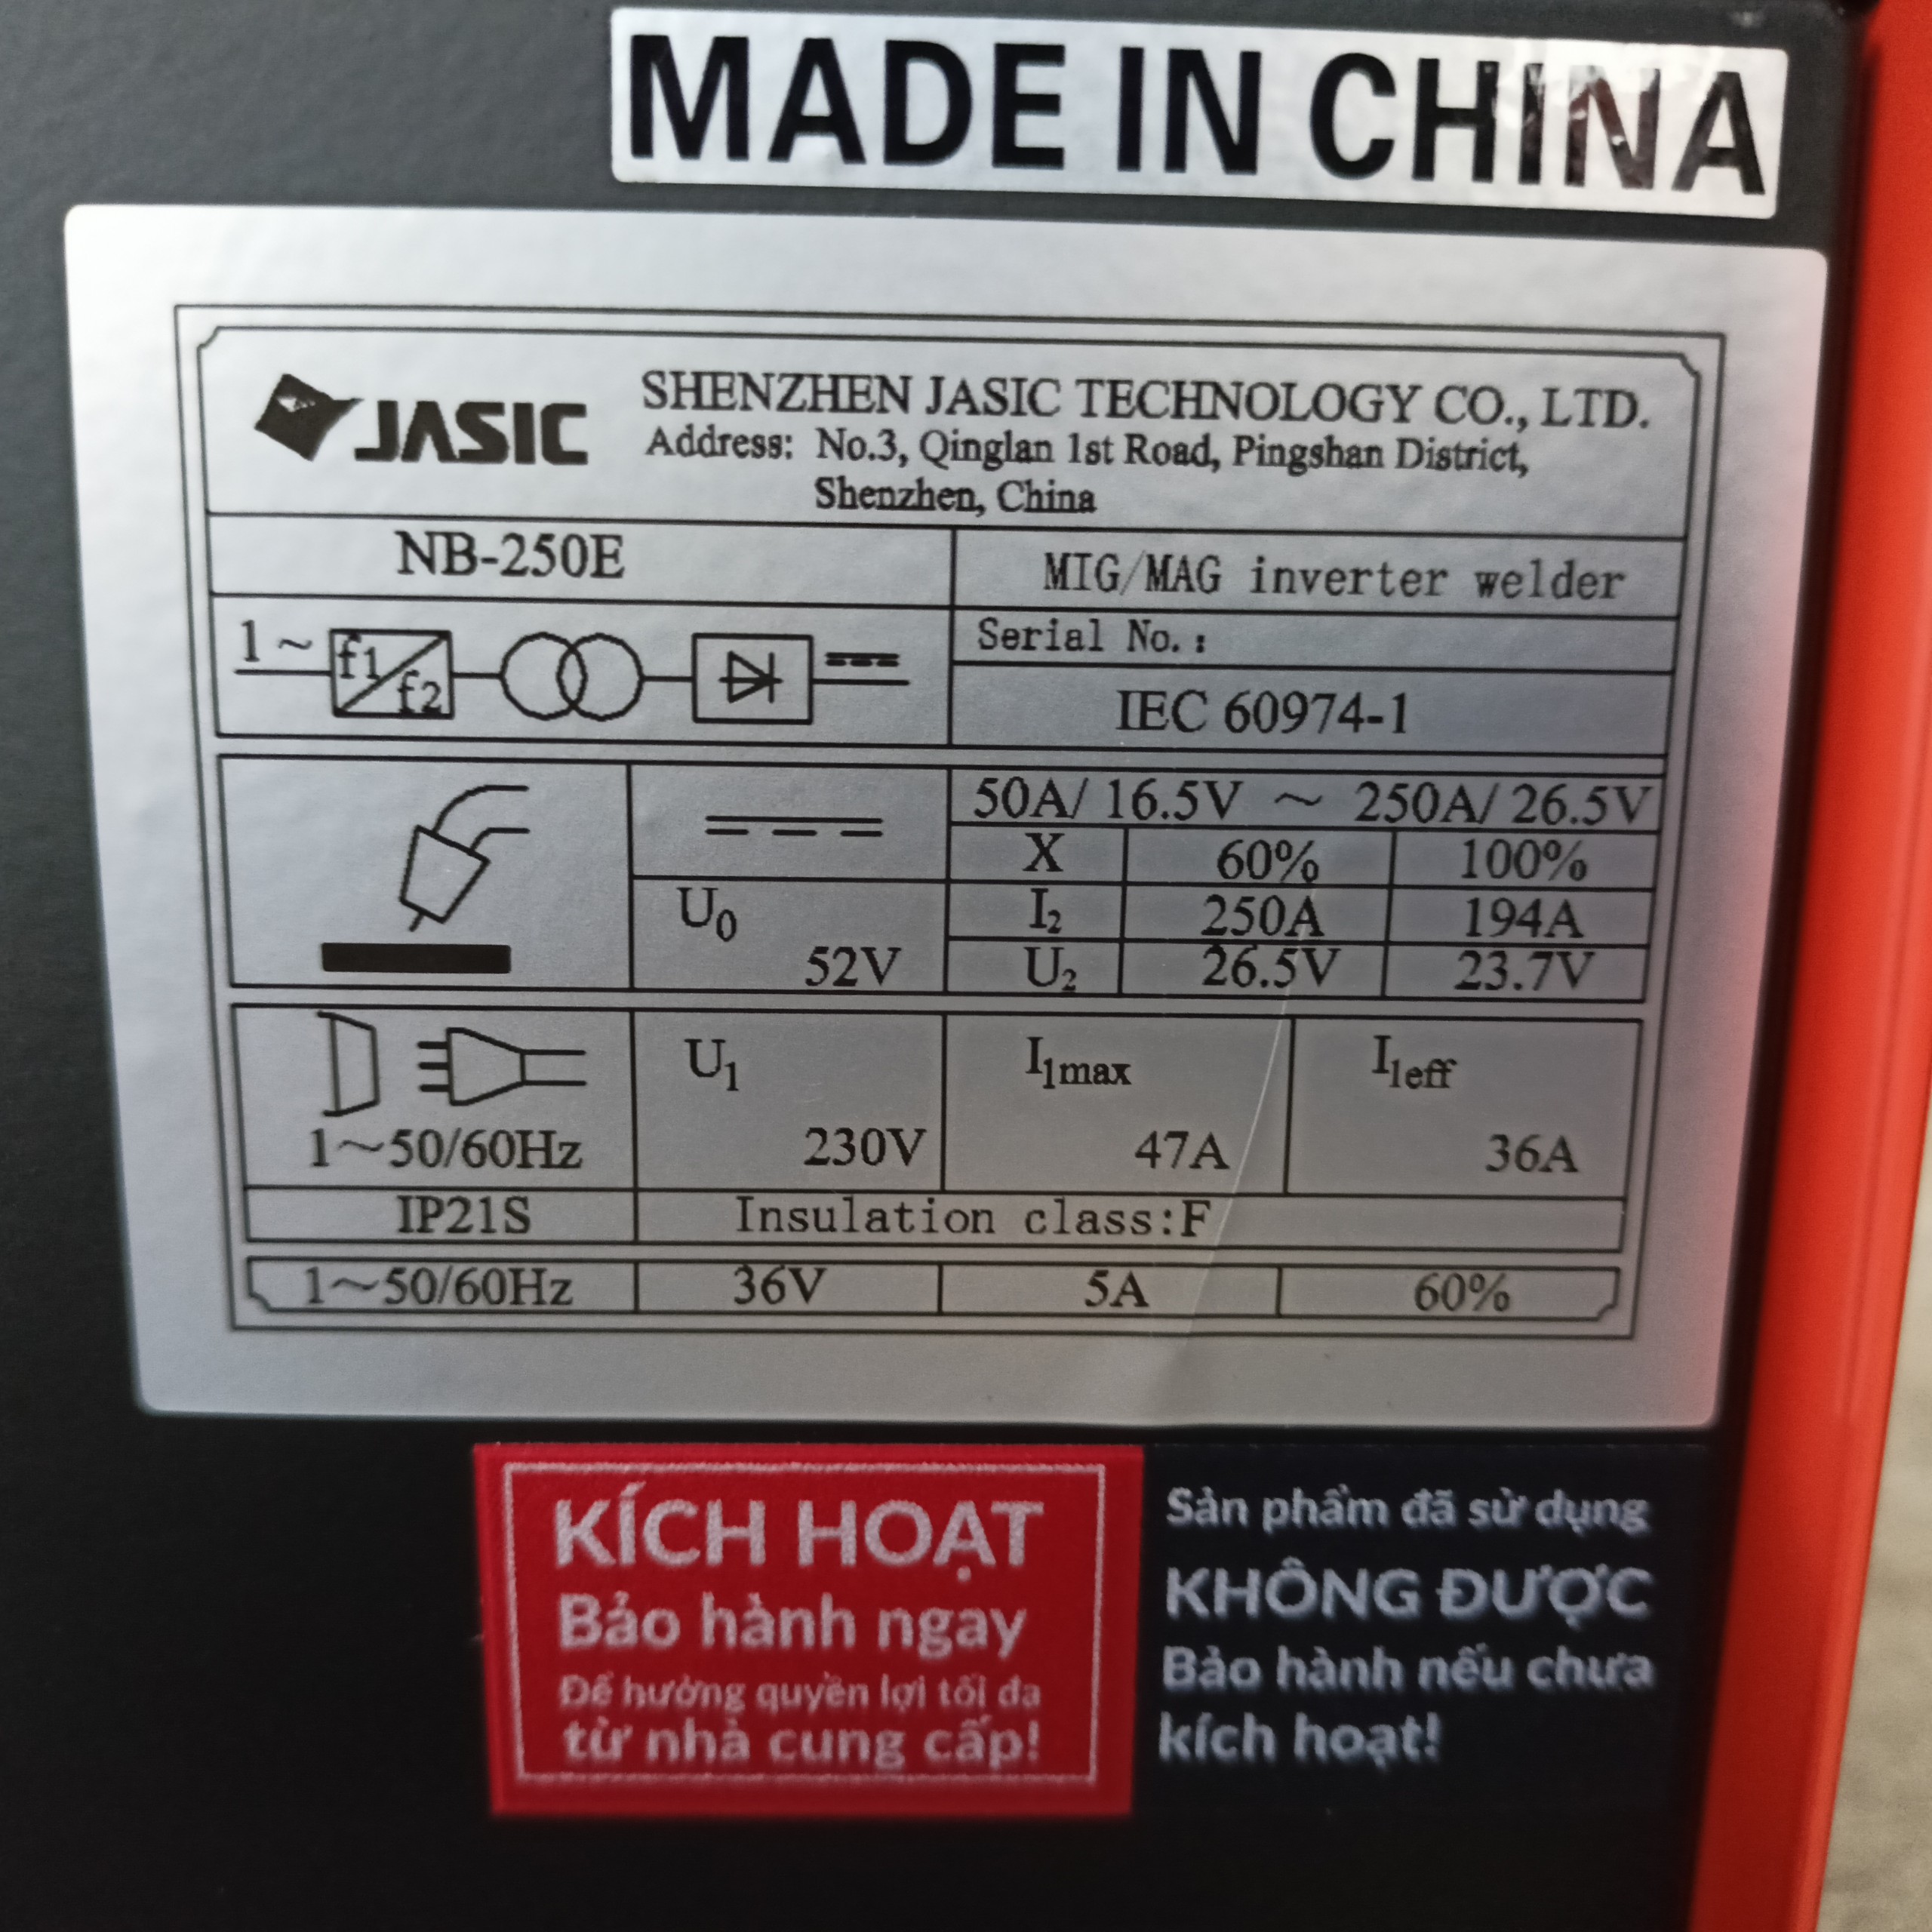 MADE IN CHINA
JASIC
SHENZHEN JASIC TECHNOLOGY CO., LTD.
Address: No.3, Qinglan 1st Road, Pingshan District,
Shenzhen, China
NB-250E
MIG/MAG inverter welder
1~ f1 f2
Serial No.:
IEC 60974-1
50A/ 16.5V ~ 250A/ 26.5V
X 60% 100%
U₀ I₂ 250A 194A
52V U₂ 26.5V 23.7V
U₁ I₁max I₁eff
1~50/60Hz 230V 47A 36A
IP21S Insulation class:F
1~50/60Hz 36V 5A 60%
KÍCH HOẠT
Bảo hành ngay
Để hưởng quyền lợi tối đa
từ nhà cung cấp!
Sản phẩm đã sử dụng
KHÔNG ĐƯỢC
Bảo hành nếu chưa
kích hoạt!